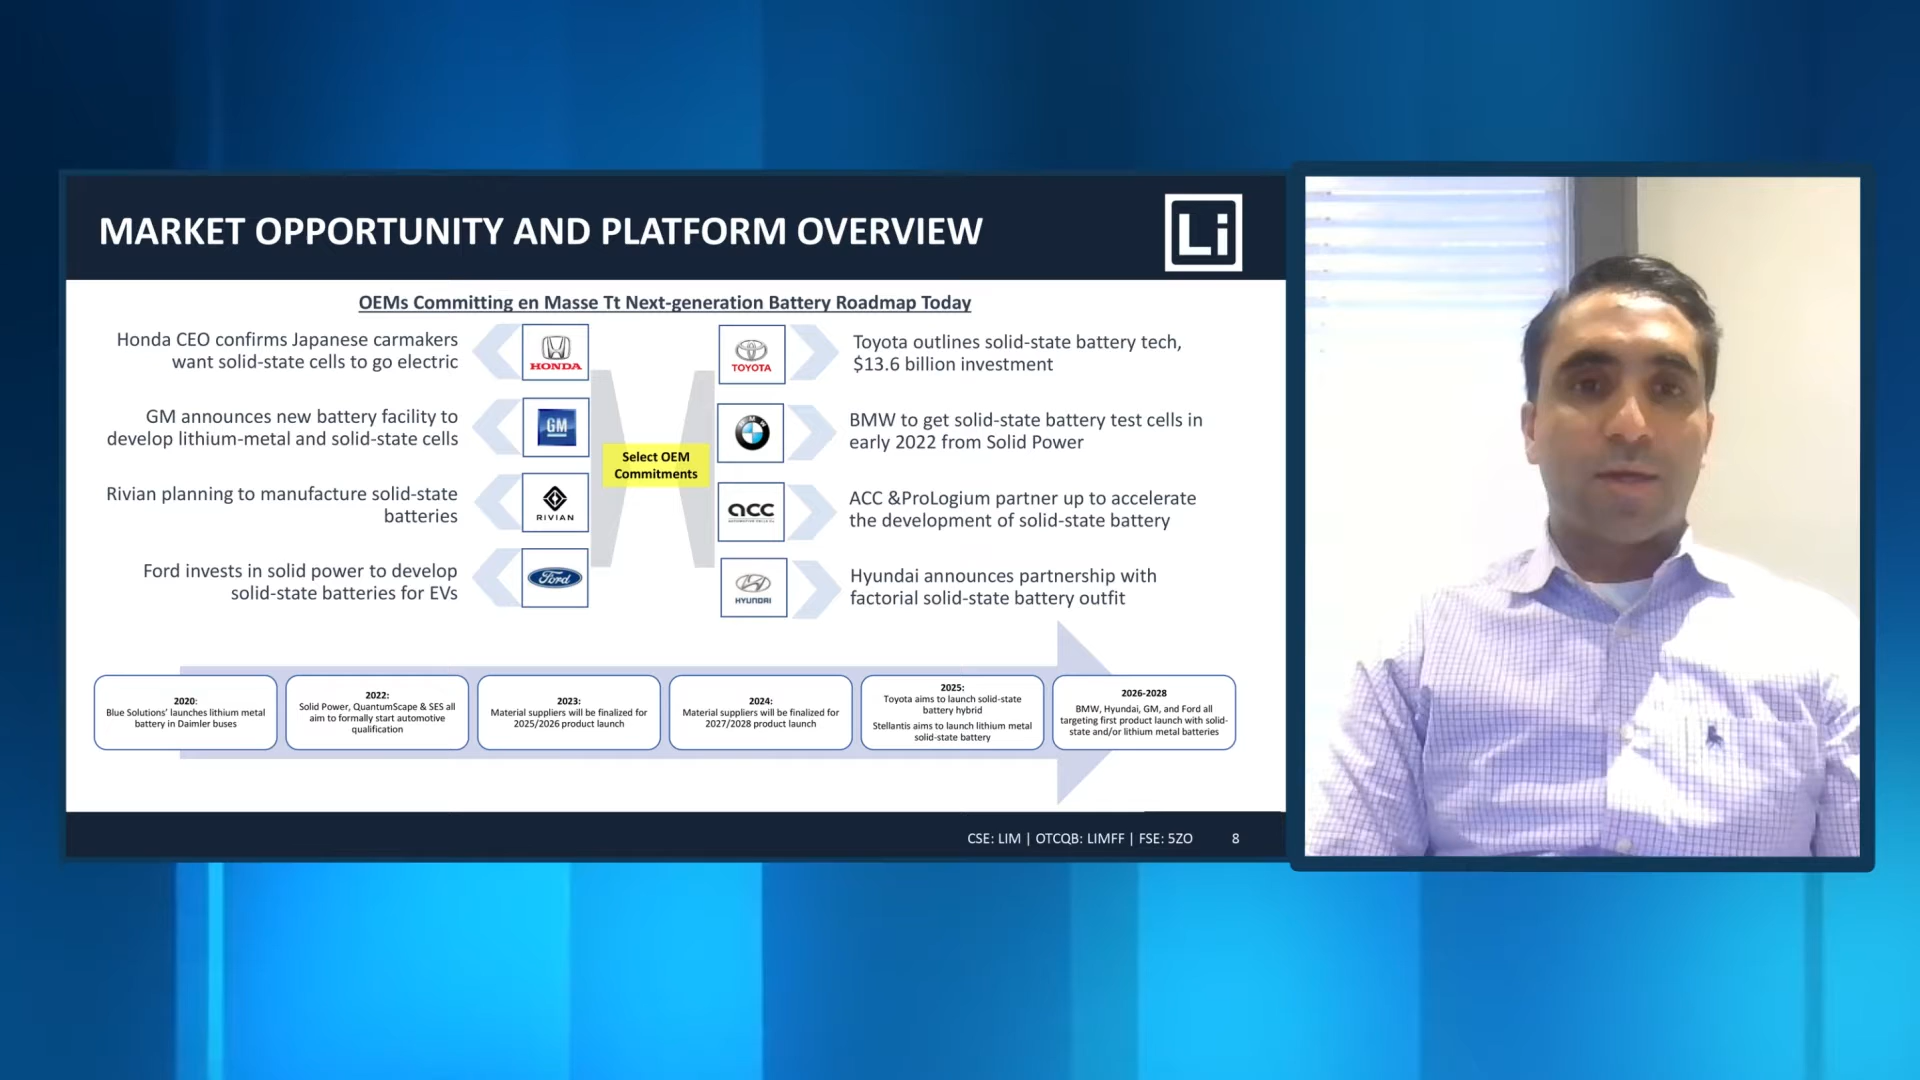 MARKET OPPORTUNITY AND PLATFORM OVERVIEW
Li
OEMs Committing en Masse Tt Next-generation Battery Roadmap Today
Honda CEO confirms Japanese carmakers
want solid-state cells to go electric
HONDA
GM announces new battery facility to
develop lithium-metal and solid-state cells
GM
Rivian planning to manufacture solid-state
batteries
RIVIAN
Ford invests in solid power to develop
solid-state batteries for EVs
Ford
Select OEM
Commitments
TOYOTA
Toyota outlines solid-state battery tech,
$13.6 billion investment
BMW
BMW to get solid-state battery test cells in
early 2022 from Solid Power
acc
ACC &ProLogium partner up to accelerate
the development of solid-state battery
HYUNDAI
Hyundai announces partnership with
factorial solid-state battery outfit
2020:
Blue Solutions’ launches lithium metal
battery in Daimler buses
2022:
Solid Power, QuantumScape & SES all
aim to formally start automotive
qualification
2023:
Material suppliers will be finalized for
2025/2026 product launch
2024:
Material suppliers will be finalized for
2027/2028 product launch
2025:
Toyota aims to launch solid-state
battery hybrid
Stellantis aims to launch lithium metal
solid-state battery
2026-2028
BMW, Hyundai, GM, and Ford all
targeting first product launch with solid-
state and/or lithium metal batteries
CSE: LIM | OTCQB: LIMFF | FSE: 5ZO
8